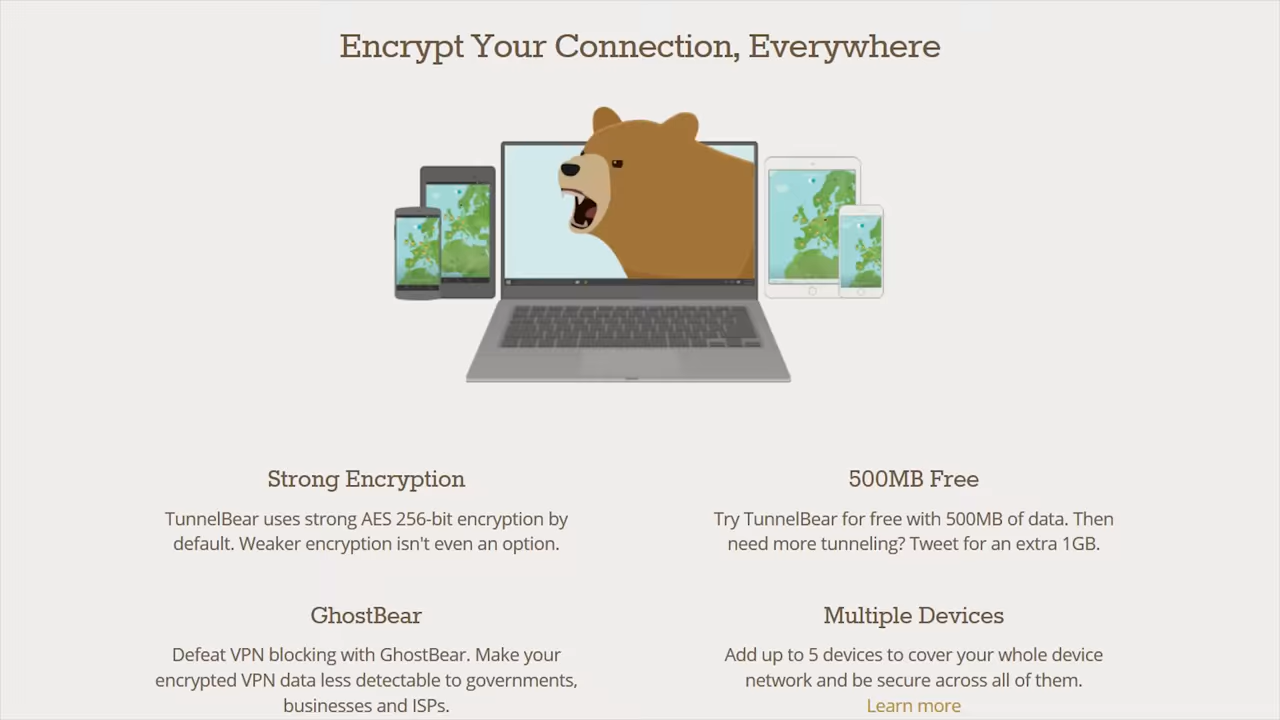 Encrypt Your Connection, Everywhere
Strong Encryption
TunnelBear uses strong AES 256-bit encryption by
default. Weaker encryption isn't even an option.
500MB Free
Try TunnelBear for free with 500MB of data. Then
need more tunneling? Tweet for an extra 1GB.
GhostBear
Defeat VPN blocking with GhostBear. Make your
encrypted VPN data less detectable to governments,
businesses and ISPs.
Multiple Devices
Add up to 5 devices to cover your whole device
network and be secure across all of them.
Learn more